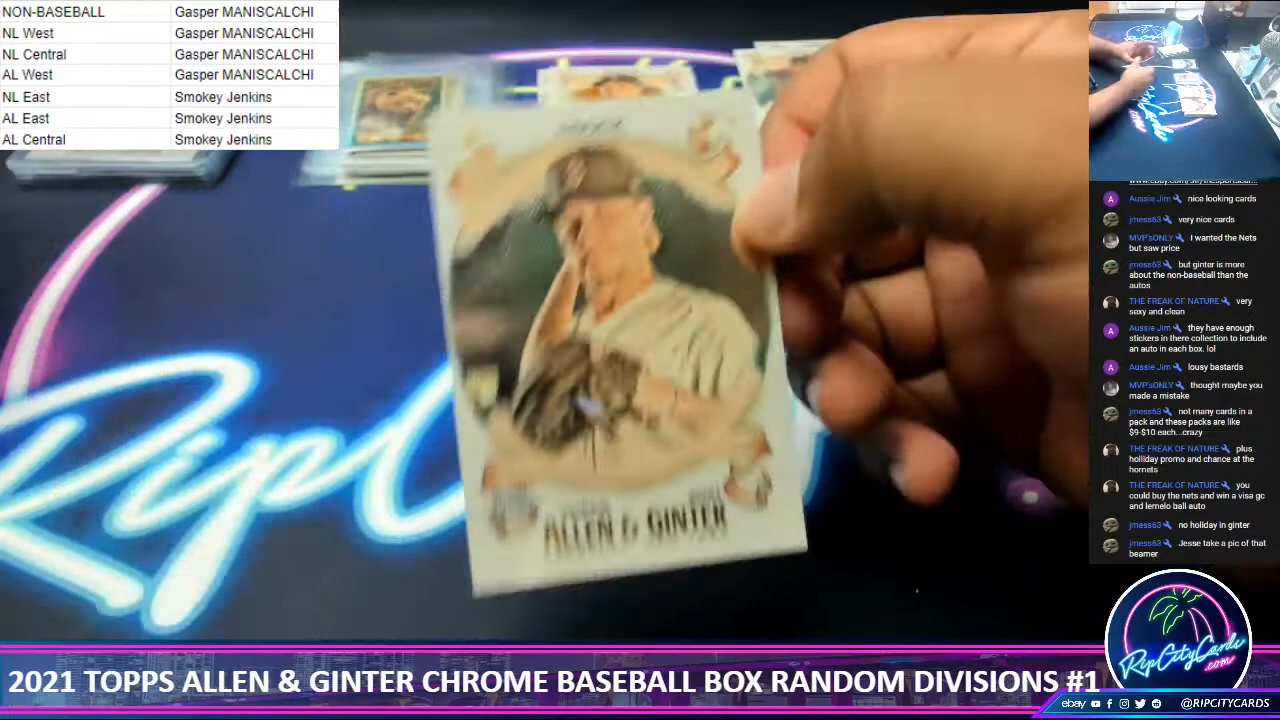 NON-BASEBALL Gasper MANISCALCHI
NL West Gasper MANISCALCHI
NL Central Gasper MANISCALCHI
AL West Gasper MANISCALCHI
NL East Smokey Jenkins
AL East Smokey Jenkins
AL Central Smokey Jenkins
ALLEN & GINTER
Aussie Jim nice looking cards
jmess63 very nice cards
MVP'sONLY I wanted the Nets
but saw price
jmess63 but ginter is more
about the non-baseball than the
autos
THE FREAK OF NATURE very
sexy and clean
Aussie Jim they have enough
stickers in there collection to include
an auto in each box. lol
Aussie Jim lousy bastards
MVP'sONLY thought maybe you
made a mistake
jmess63 not many cards in a
pack and these packs are like
$9-$10 each...crazy
THE FREAK OF NATURE plus
holliday promo and chance at the
hornets
THE FREAK OF NATURE you
could buy the nets and win a visa gc
and lemelo ball auto
jmess63 no holiday in ginter
jmess63 Jesse take a pic of that
beamer
RipCityCards
.com
2021 TOPPS ALLEN & GINTER CHROME BASEBALL BOX RANDOM DIVISIONS #1
ebay @RIPCITYCARDS